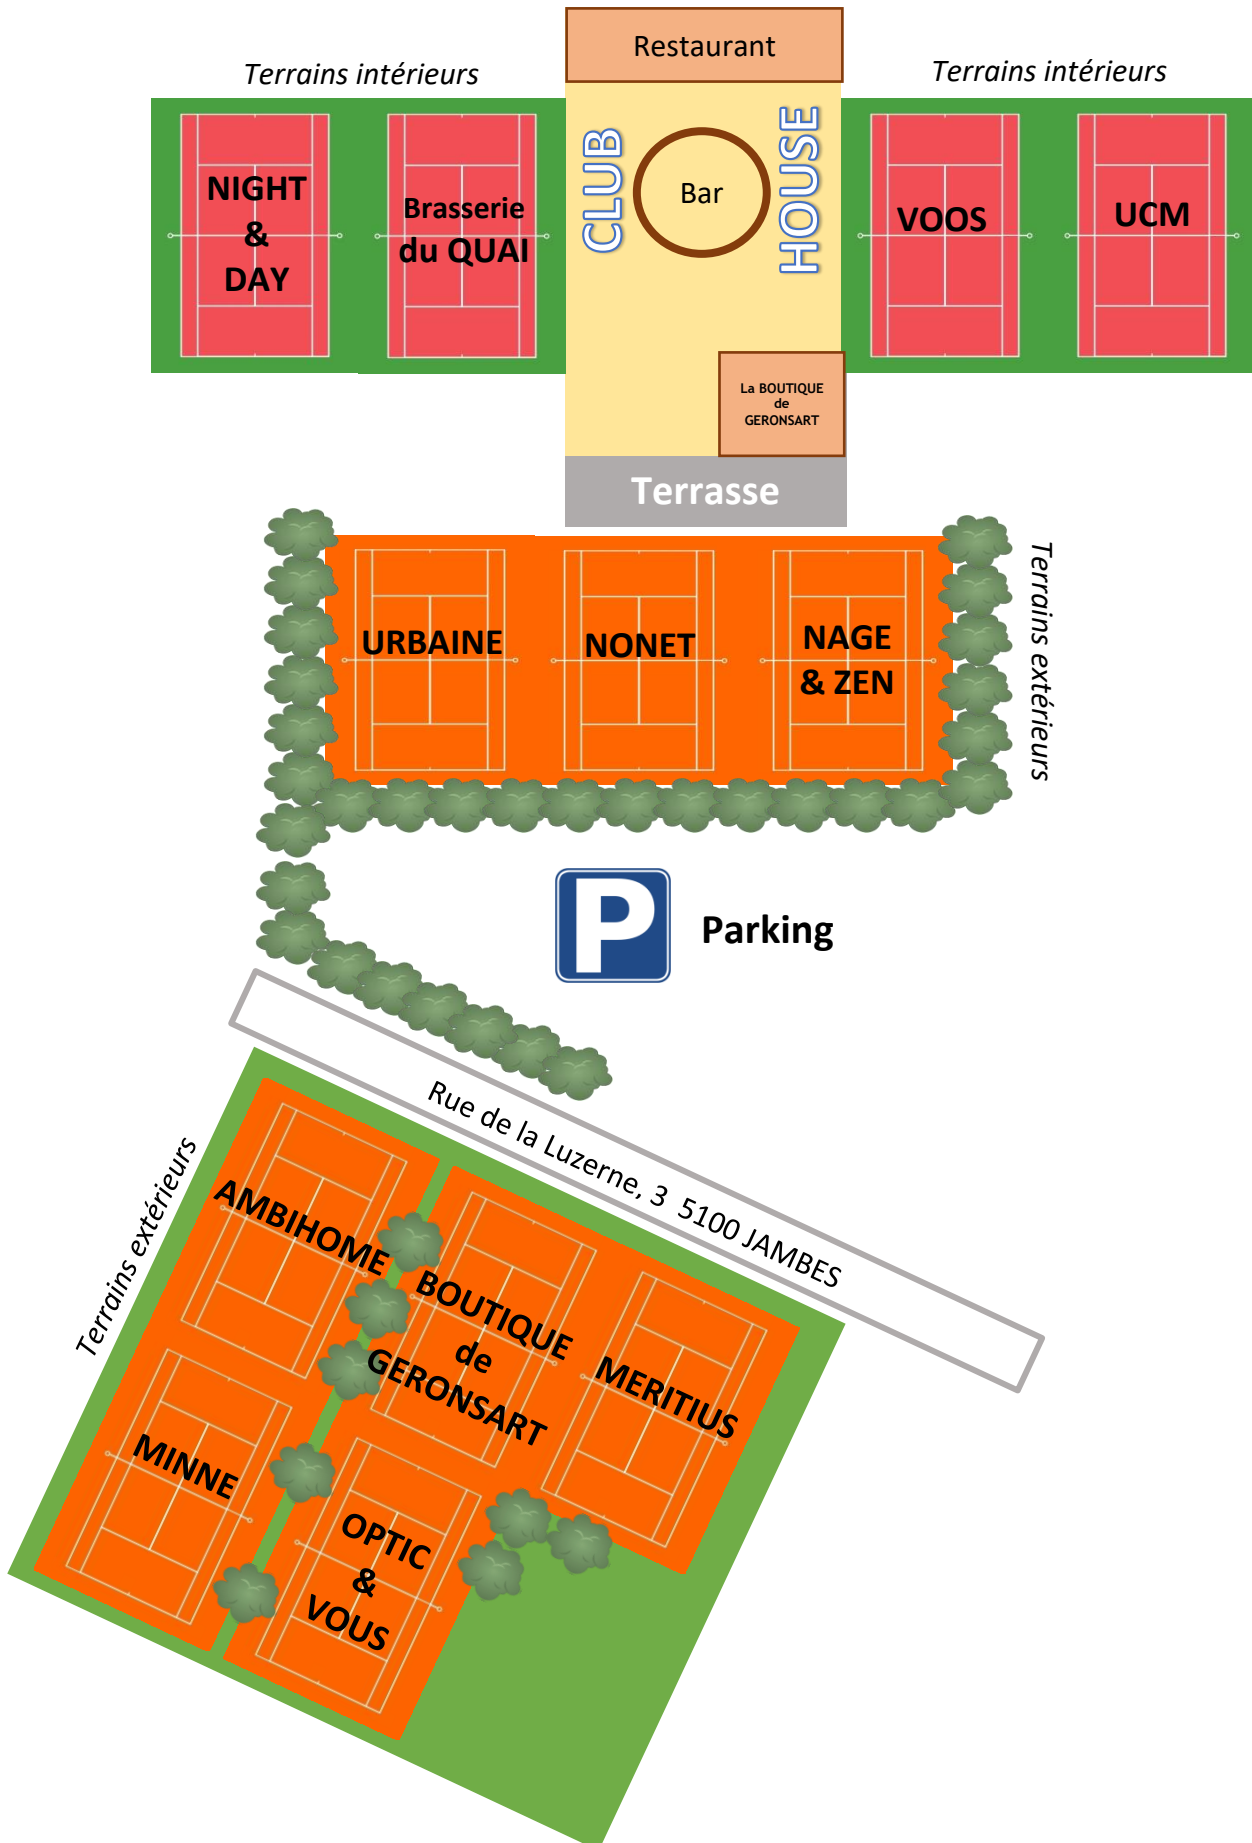 Restaurant
Terrains intérieurs
Terrains intérieurs
CLUB
HOUSE
Bar
NIGHT
&
DAY
Brasserie
du QUAI
VOOS
UCM
La BOUTIQUE
de
GERONSART
Terrasse
URBAINE
NONET
NAGE
& ZEN
Terrains extérieurs
P
Parking
Rue de la Luzerne, 3 5100 JAMBES
Terrains extérieurs
AMBIHOME
BOUTIQUE
de
GERONSART
MERITIUS
MINNE
OPTIC
&
VOUS